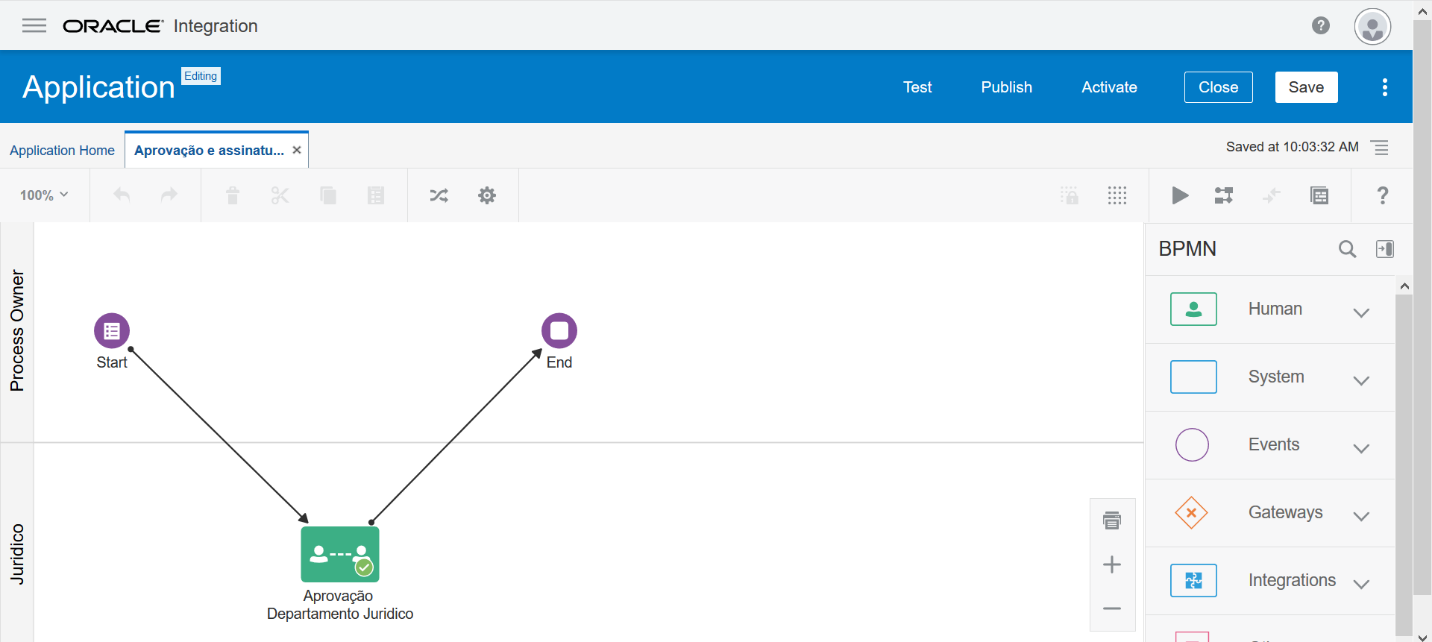 ORACLE Integration
Application Editing
Test Publish Activate Close Save
Application Home Aprovação e assinatu...
Saved at 10:03:32 AM
100%
BPMN
Process Owner
Start
End
Juridico
Aprovação
Departamento Juridico
Human
System
Events
Gateways
Integrations